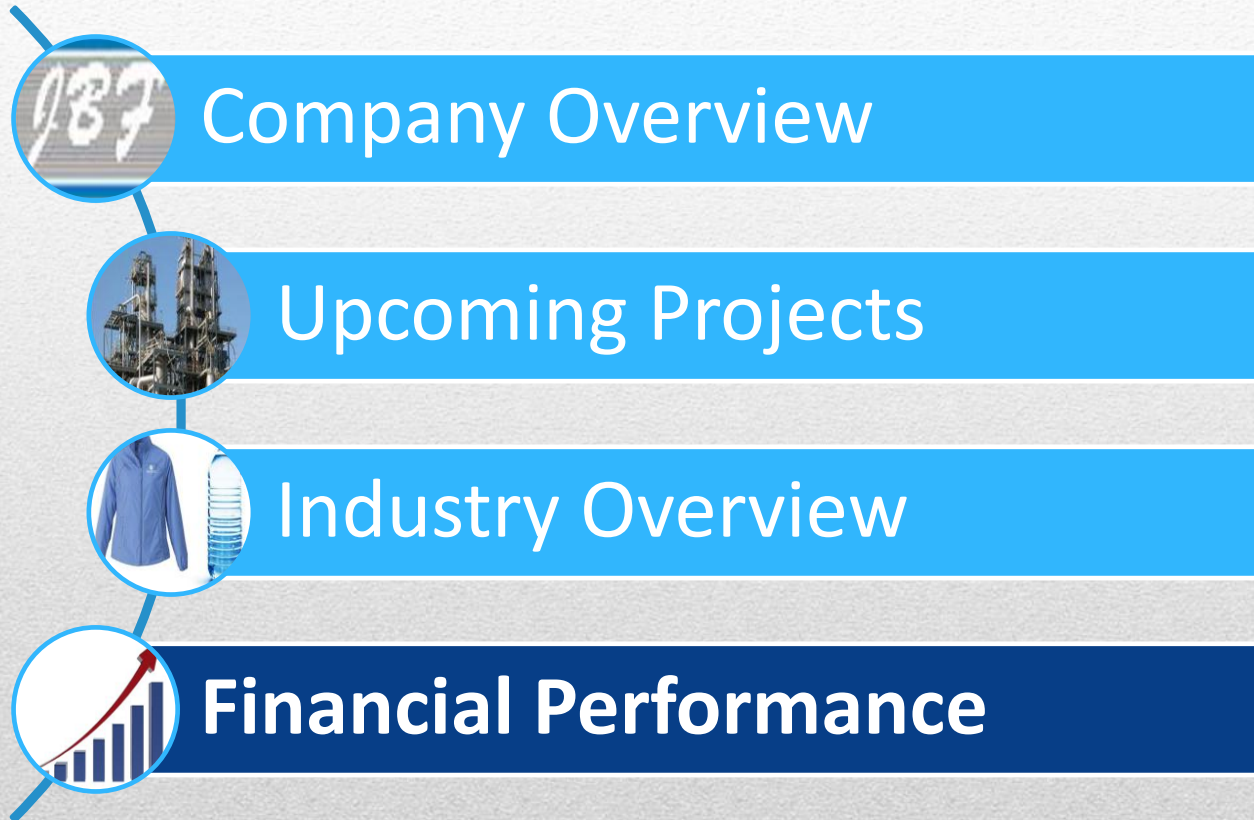 JBF
Company Overview
Upcoming Projects
Industry Overview
Financial Performance